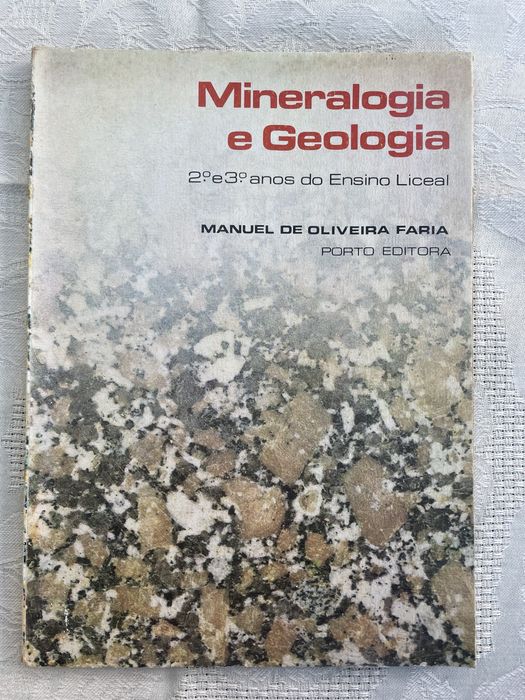 Mineralogia
e Geologia
2.º e 3.º anos do Ensino Liceal
MANUEL DE OLIVEIRA FARIA
PORTO EDITORA